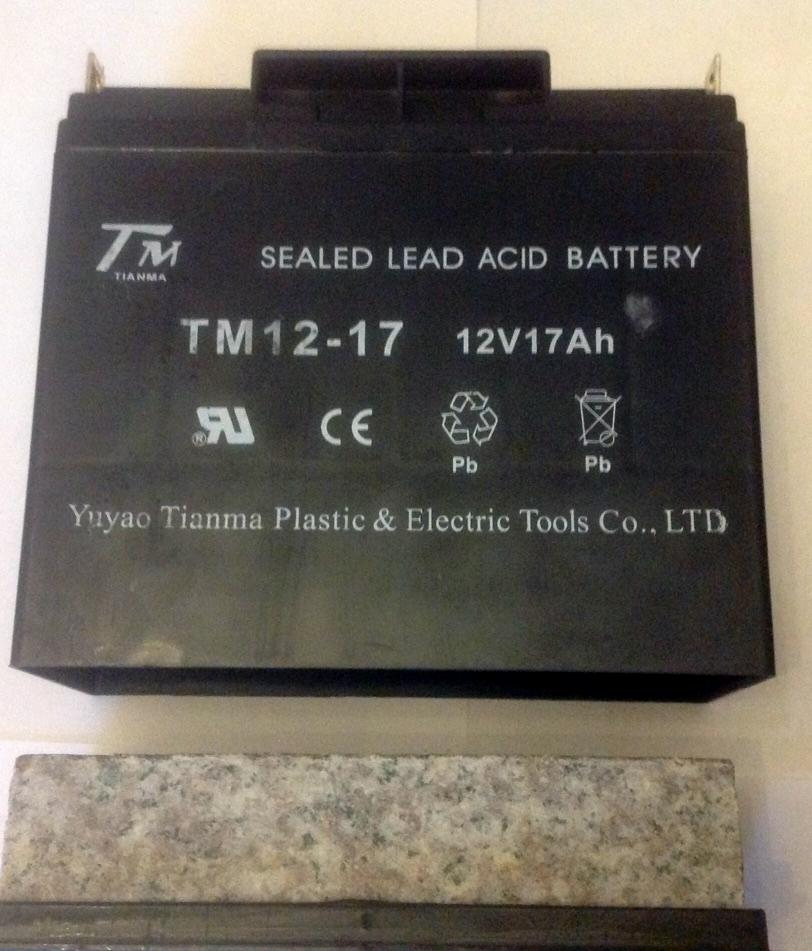 TM
TIANMA
SEALED LEAD ACID BATTERY
TM12-17 12V17Ah
®RU CE
Pb Pb
Yuyao Tianma Plastic & Electric Tools Co., LTD